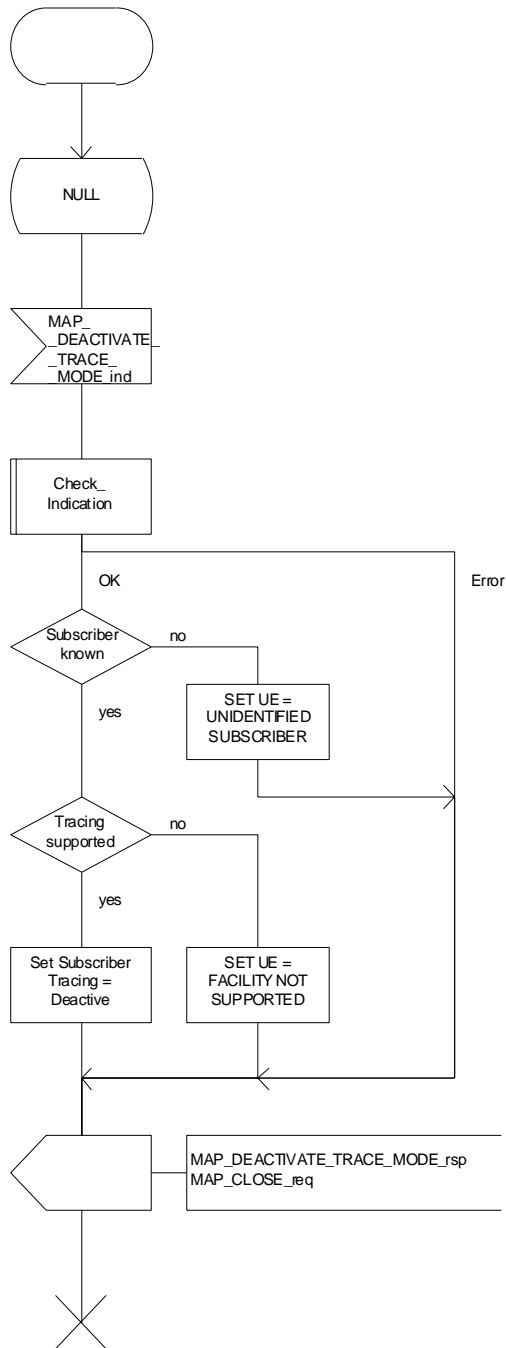 NULL
MAP_
_DEACTIVATE_
_TRACE_
_MODE_ind
Check_
Indication
OK
Error
Subscriber
known
no
yes
SET UE =
UNIDENTIFIED
SUBSCRIBER
Tracing
supported
no
yes
Set Subscriber
Tracing =
Deactive
SET UE =
FACILITY NOT
SUPPORTED
MAP_DEACTIVATE_TRACE_MODE_rsp
MAP_CLOSE_req